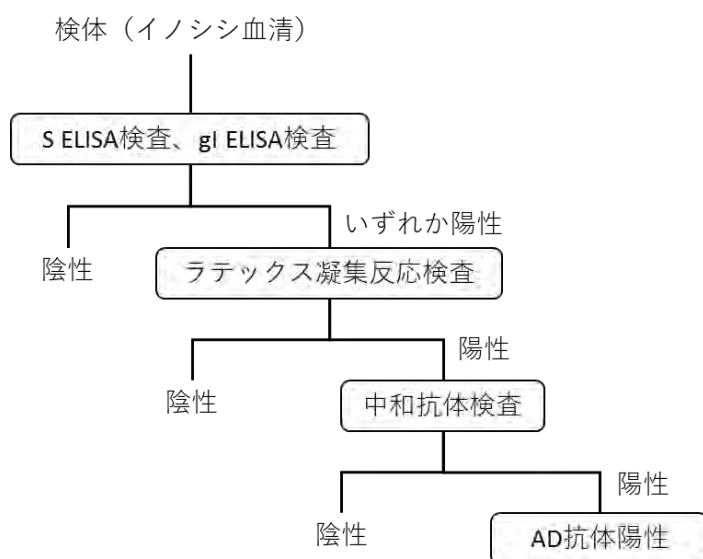 検体（イノシシ血清）
S ELISA検査、gI ELISA検査
いずれか陽性
陰性
ラテックス凝集反応検査
陽性
陰性
中和抗体検査
陽性
陰性
AD抗体陽性